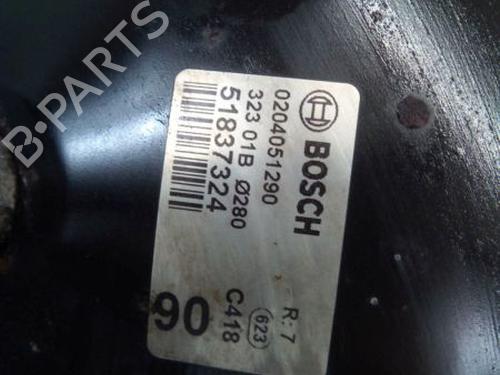 BOSCH
0204051290
323 01B Ø280
51837324
R: 7
623
C418
90
B-PARTS